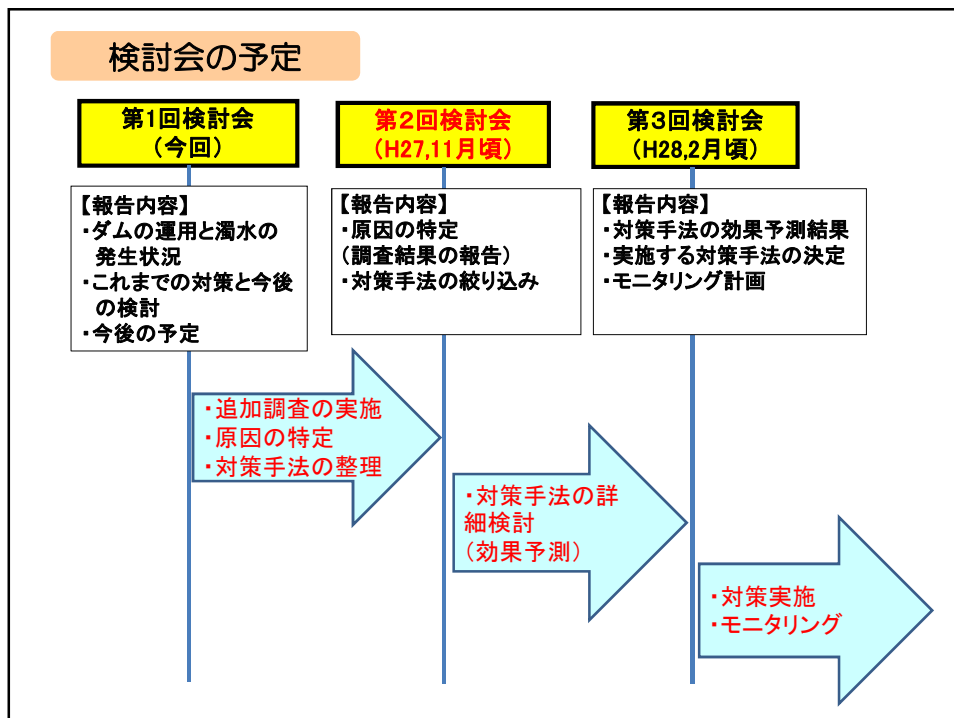 検討会の予定
第1回検討会
(今回)
第2回検討会
(H27,11月頃)
第3回検討会
(H28,2月頃)
【報告内容】
・ダムの運用と濁水の
発生状況
・これまでの対策と今後
の検討
・今後の予定
【報告内容】
・原因の特定
(調査結果の報告)
・対策手法の絞り込み
【報告内容】
・対策手法の効果予測結果
・実施する対策手法の決定
・モニタリング計画
・追加調査の実施
・原因の特定
・対策手法の整理
・対策手法の詳
細検討
(効果予測)
・対策実施
・モニタリング